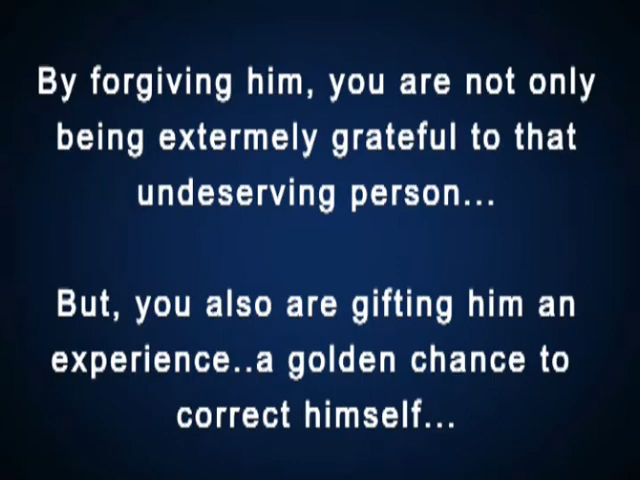 By forgiving him, you are not only
being extermely grateful to that
undeserving person...
But, you also are gifting him an
experience..a golden chance to
correct himself...